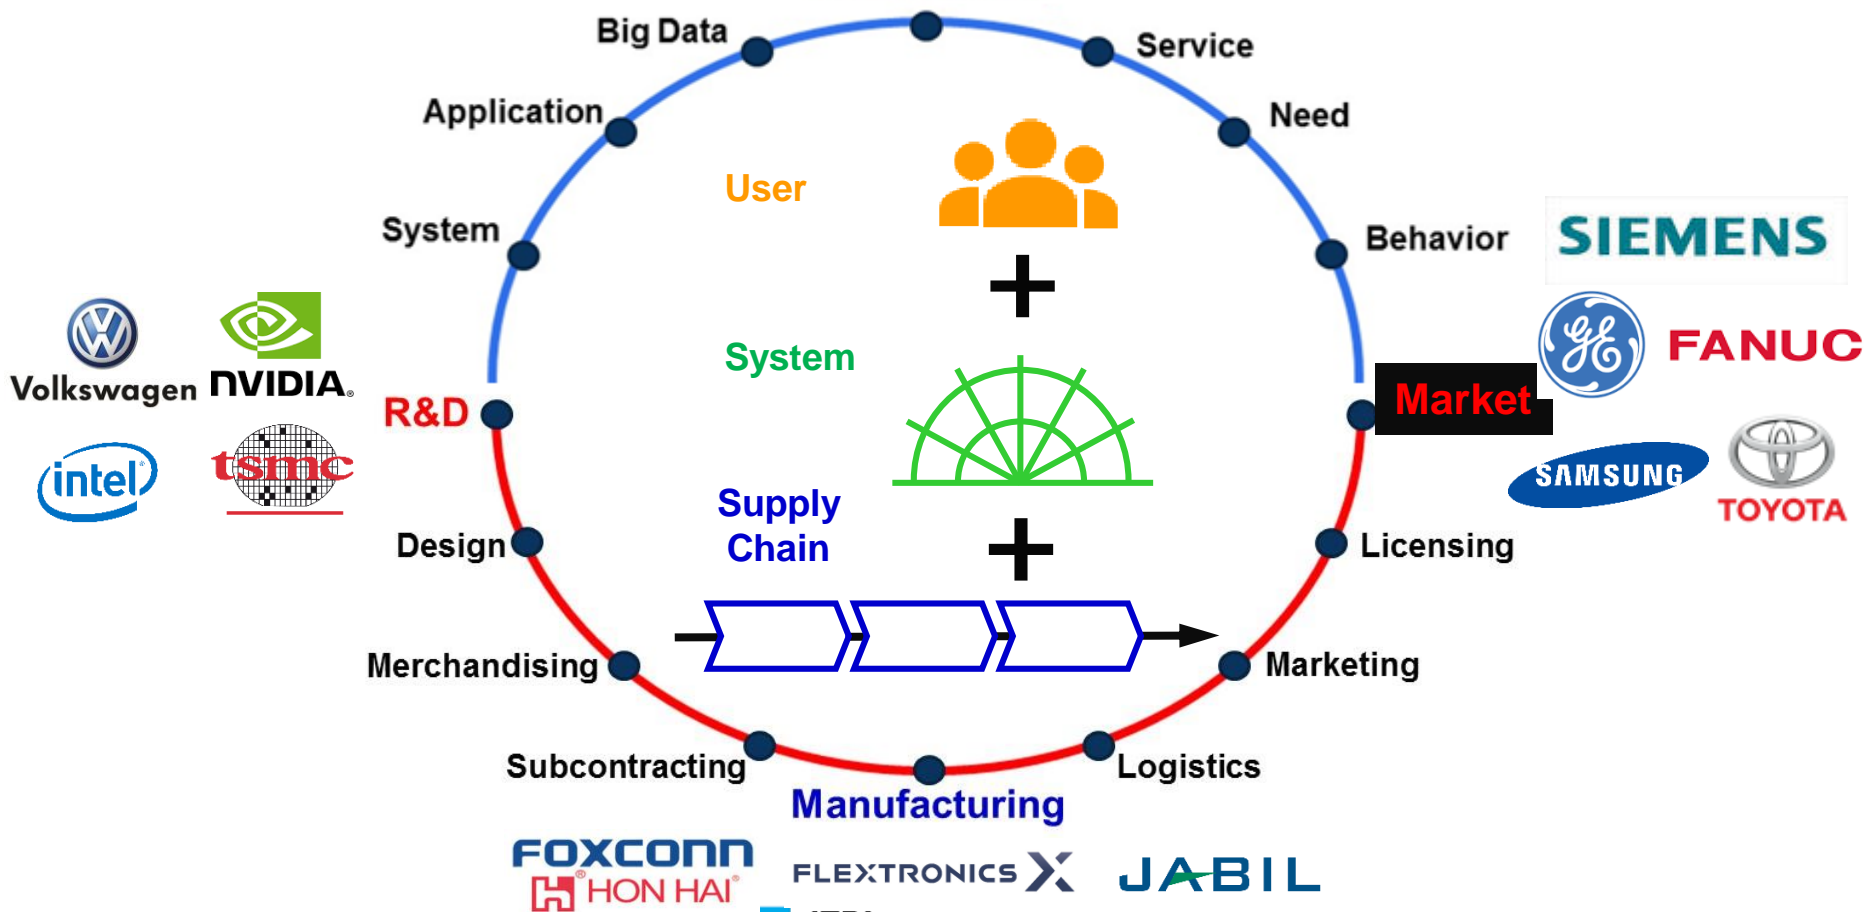 Big Data
Service
Application
Need
User
System
Behavior
SIEMENS
GE
FANUC
Volkswagen
NVIDIA®
System
R&D
Market
intel®
tsmc
SAMSUNG
TOYOTA
Supply
Chain
Design
Licensing
Merchandising
Marketing
Subcontracting
Logistics
Manufacturing
FOXCONN®
HON HAI®
FLEXTRONICS
JABIL